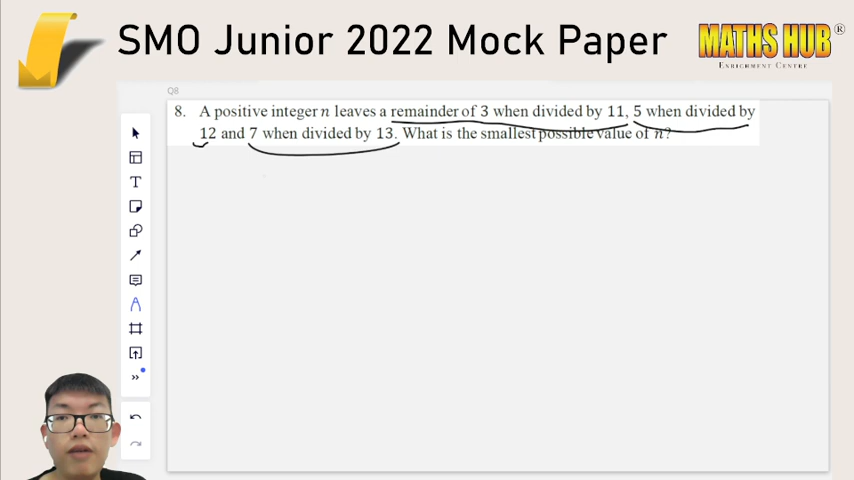 SMO Junior 2022 Mock Paper
MATHS HUB®
ENRICHMENT CENTRE
Q8
8. A positive integer n leaves a remainder of 3 when divided by 11, 5 when divided by
12 and 7 when divided by 13. What is the smallest possible value of n?
T